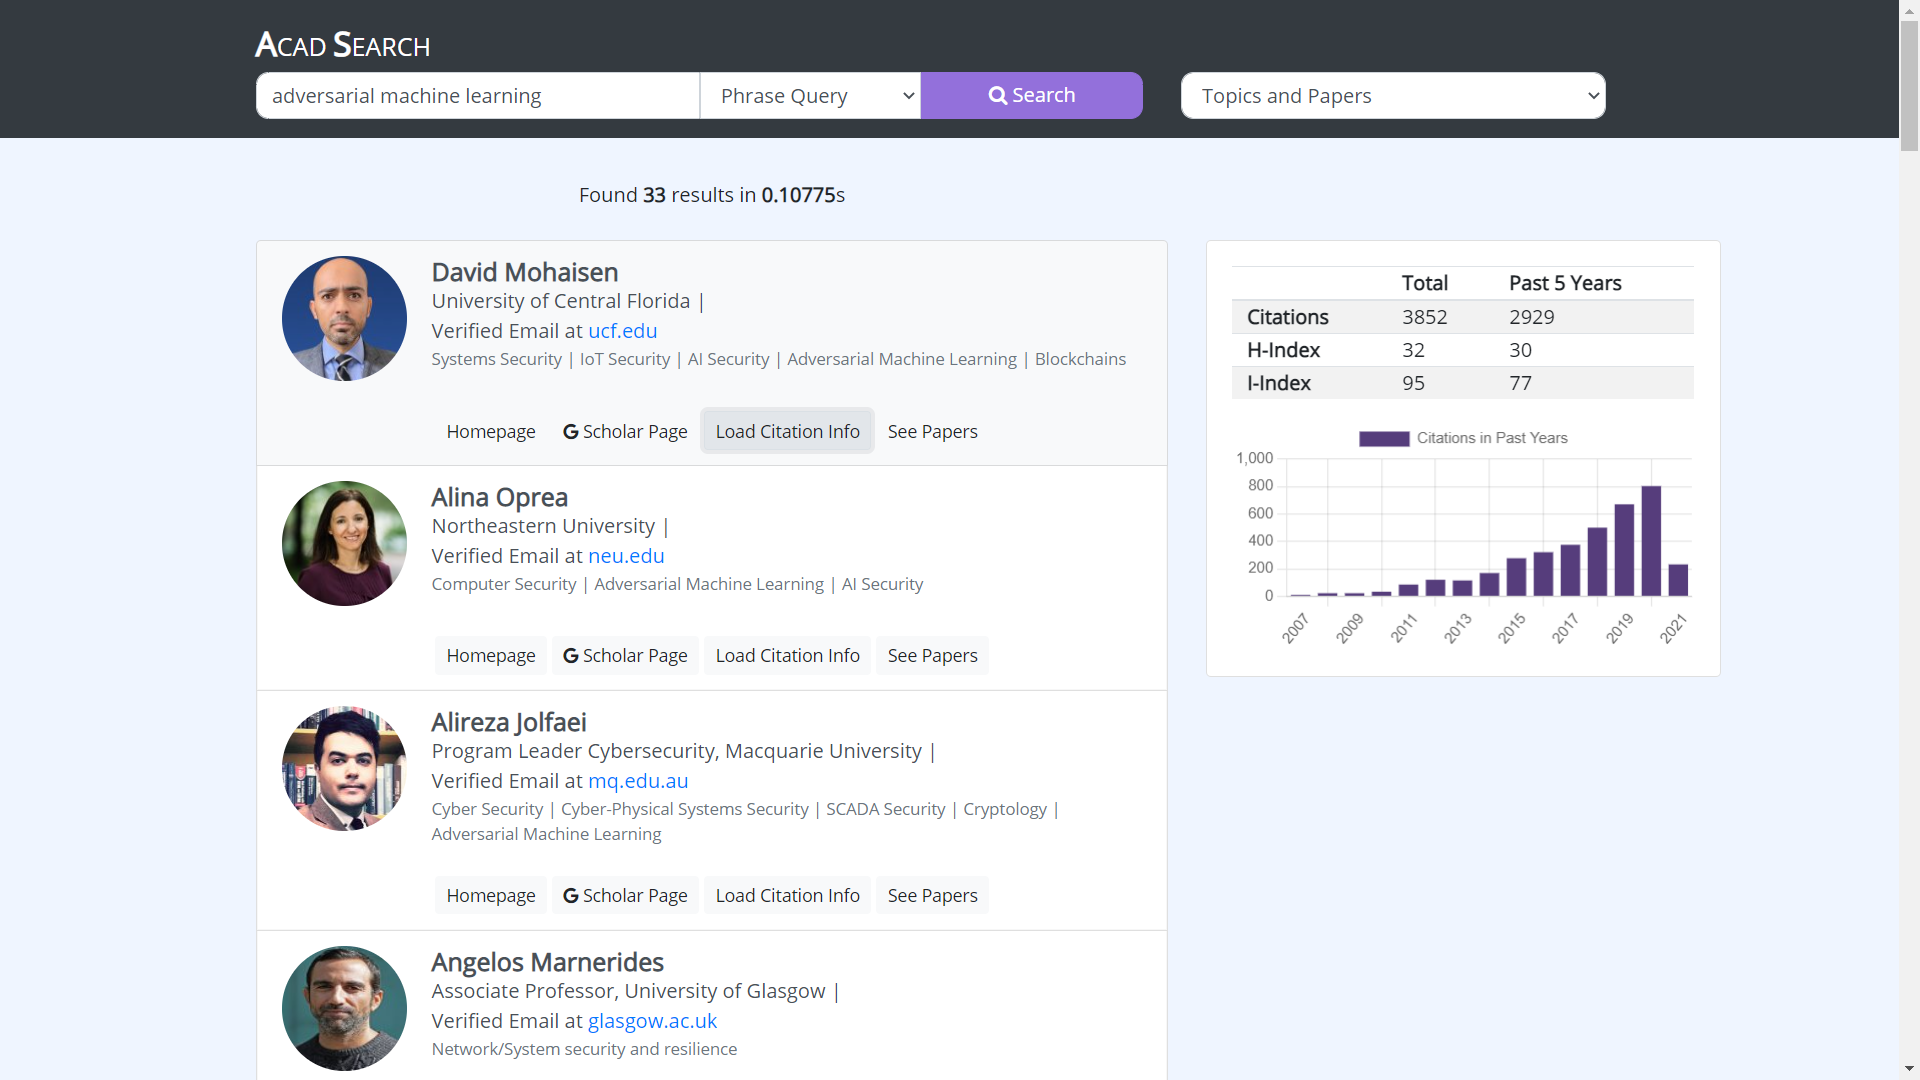 ACAD SEARCH
adversarial machine learning
Phrase Query
Search
Topics and Papers
Found 33 results in 0.10775s
David Mohaisen
University of Central Florida |
Verified Email at ucf.edu
Systems Security | IoT Security | AI Security | Adversarial Machine Learning | Blockchains
Homepage
G Scholar Page
Load Citation Info
See Papers
Alina Oprea
Northeastern University |
Verified Email at neu.edu
Computer Security | Adversarial Machine Learning | AI Security
Homepage
G Scholar Page
Load Citation Info
See Papers
Alireza Jolfaei
Program Leader Cybersecurity, Macquarie University |
Verified Email at mq.edu.au
Cyber Security | Cyber-Physical Systems Security | SCADA Security | Cryptology |
Adversarial Machine Learning
Homepage
G Scholar Page
Load Citation Info
See Papers
Angelos Marnerides
Associate Professor, University of Glasgow |
Verified Email at glasgow.ac.uk
Network/System security and resilience
Total Past 5 Years
Citations 3852 2929
H-Index 32 30
I-Index 95 77
Citations in Past Years
1,000
800
600
400
200
0
2007 2009 2011 2013 2015 2017 2019 2021